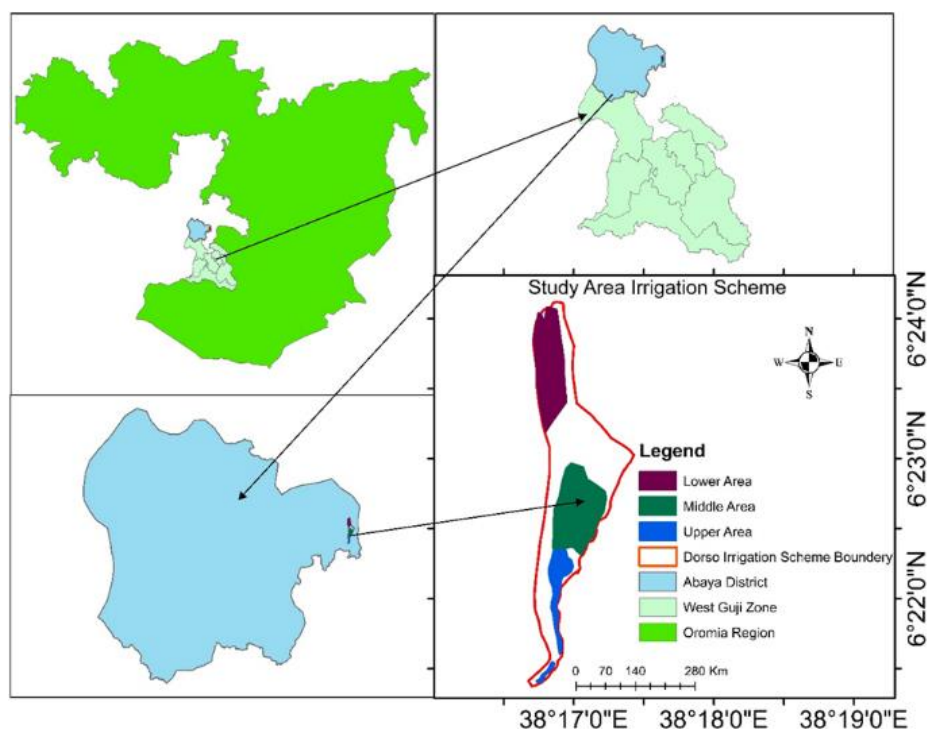 Study Area Irrigation Scheme
N
W
U
S
Legend
Lower Area
Middle Area
Upper Area
Dorso Irrigation Scheme Boundery
Abaya District
West Guji Zone
Oromia Region
0 70 140 280 Km
6°24'0"N
6°23'0"N
6°22'0"N
38°17'0"E 38°18'0"E 38°19'0"E